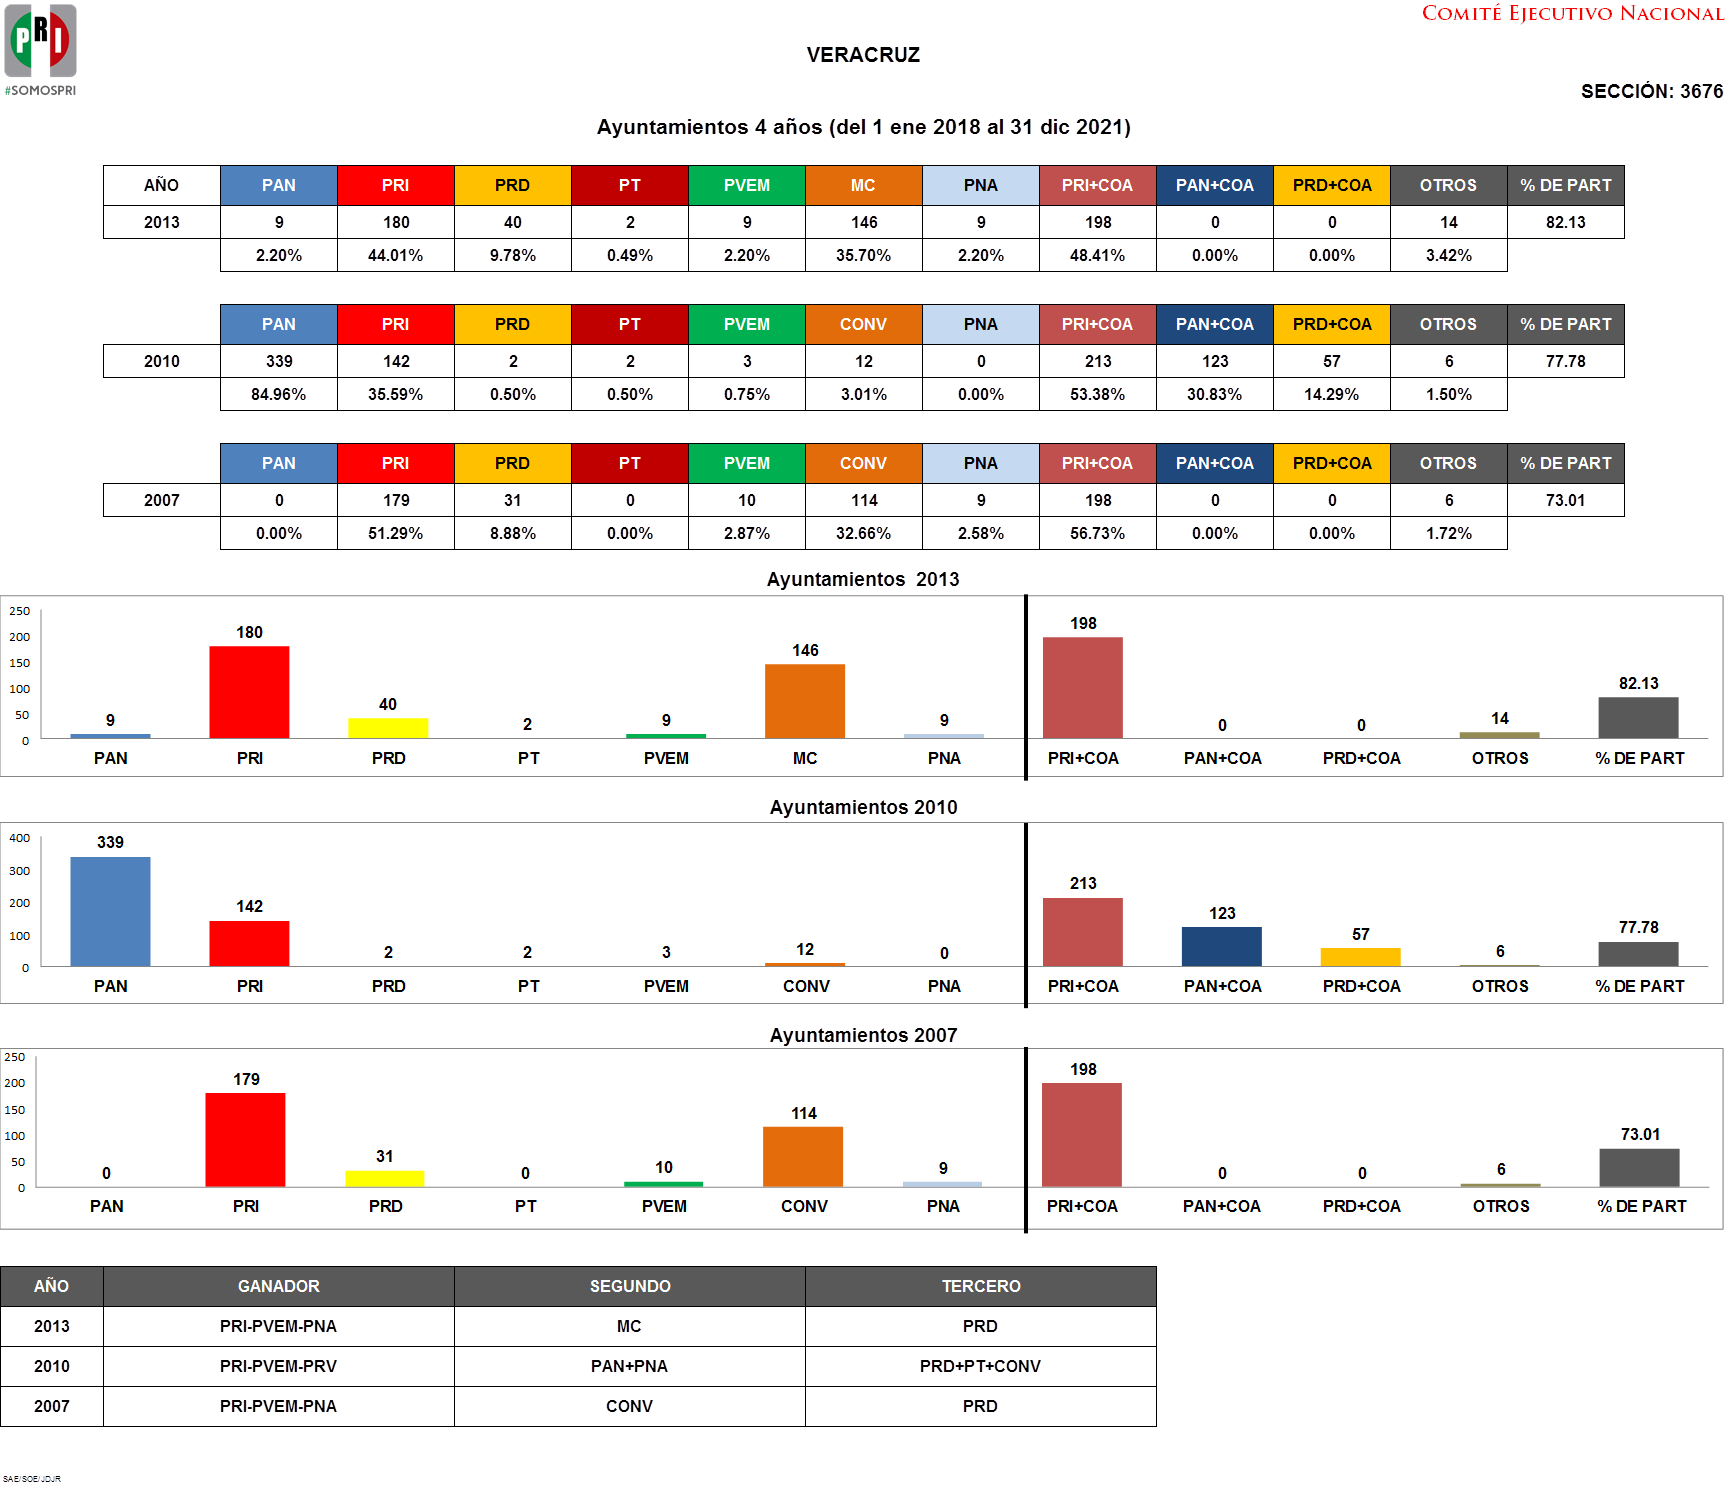 PRI
#SOMOSPRI
COMITÉ EJECUTIVO NACIONAL
VERACRUZ
SECCIÓN: 3676
Ayuntamientos 4 años (del 1 ene 2018 al 31 dic 2021)
AÑO PAN PRI PRD PT PVEM MC PNA PRI+COA PAN+COA PRD+COA OTROS % DE PART
2013 9 180 40 2 9 146 9 198 0 0 14 82.13
2.20% 44.01% 9.78% 0.49% 2.20% 35.70% 2.20% 48.41% 0.00% 0.00% 3.42%
PAN PRI PRD PT PVEM CONV PNA PRI+COA PAN+COA PRD+COA OTROS % DE PART
2010 339 142 2 2 3 12 0 213 123 57 6 77.78
84.96% 35.59% 0.50% 0.50% 0.75% 3.01% 0.00% 53.38% 30.83% 14.29% 1.50%
PAN PRI PRD PT PVEM CONV PNA PRI+COA PAN+COA PRD+COA OTROS % DE PART
2007 0 179 31 0 10 114 9 198 0 0 6 73.01
0.00% 51.29% 8.88% 0.00% 2.87% 32.66% 2.58% 56.73% 0.00% 0.00% 1.72%
Ayuntamientos 2013
250
200
150
100
50
0
9 180 40 2 9 146 9 198 0 0 14 82.13
PAN PRI PRD PT PVEM MC PNA PRI+COA PAN+COA PRD+COA OTROS % DE PART
Ayuntamientos 2010
400
300
200
100
0
339 142 2 2 3 12 0 213 123 57 6 77.78
PAN PRI PRD PT PVEM CONV PNA PRI+COA PAN+COA PRD+COA OTROS % DE PART
Ayuntamientos 2007
250
200
150
100
50
0
0 179 31 0 10 114 9 198 0 0 6 73.01
PAN PRI PRD PT PVEM CONV PNA PRI+COA PAN+COA PRD+COA OTROS % DE PART
AÑO GANADOR SEGUNDO TERCERO
2013 PRI-PVEM-PNA MC PRD
2010 PRI-PVEM-PRV PAN+PNA PRD+PT+CONV
2007 PRI-PVEM-PNA CONV PRD
SAE/SOE/JDJR